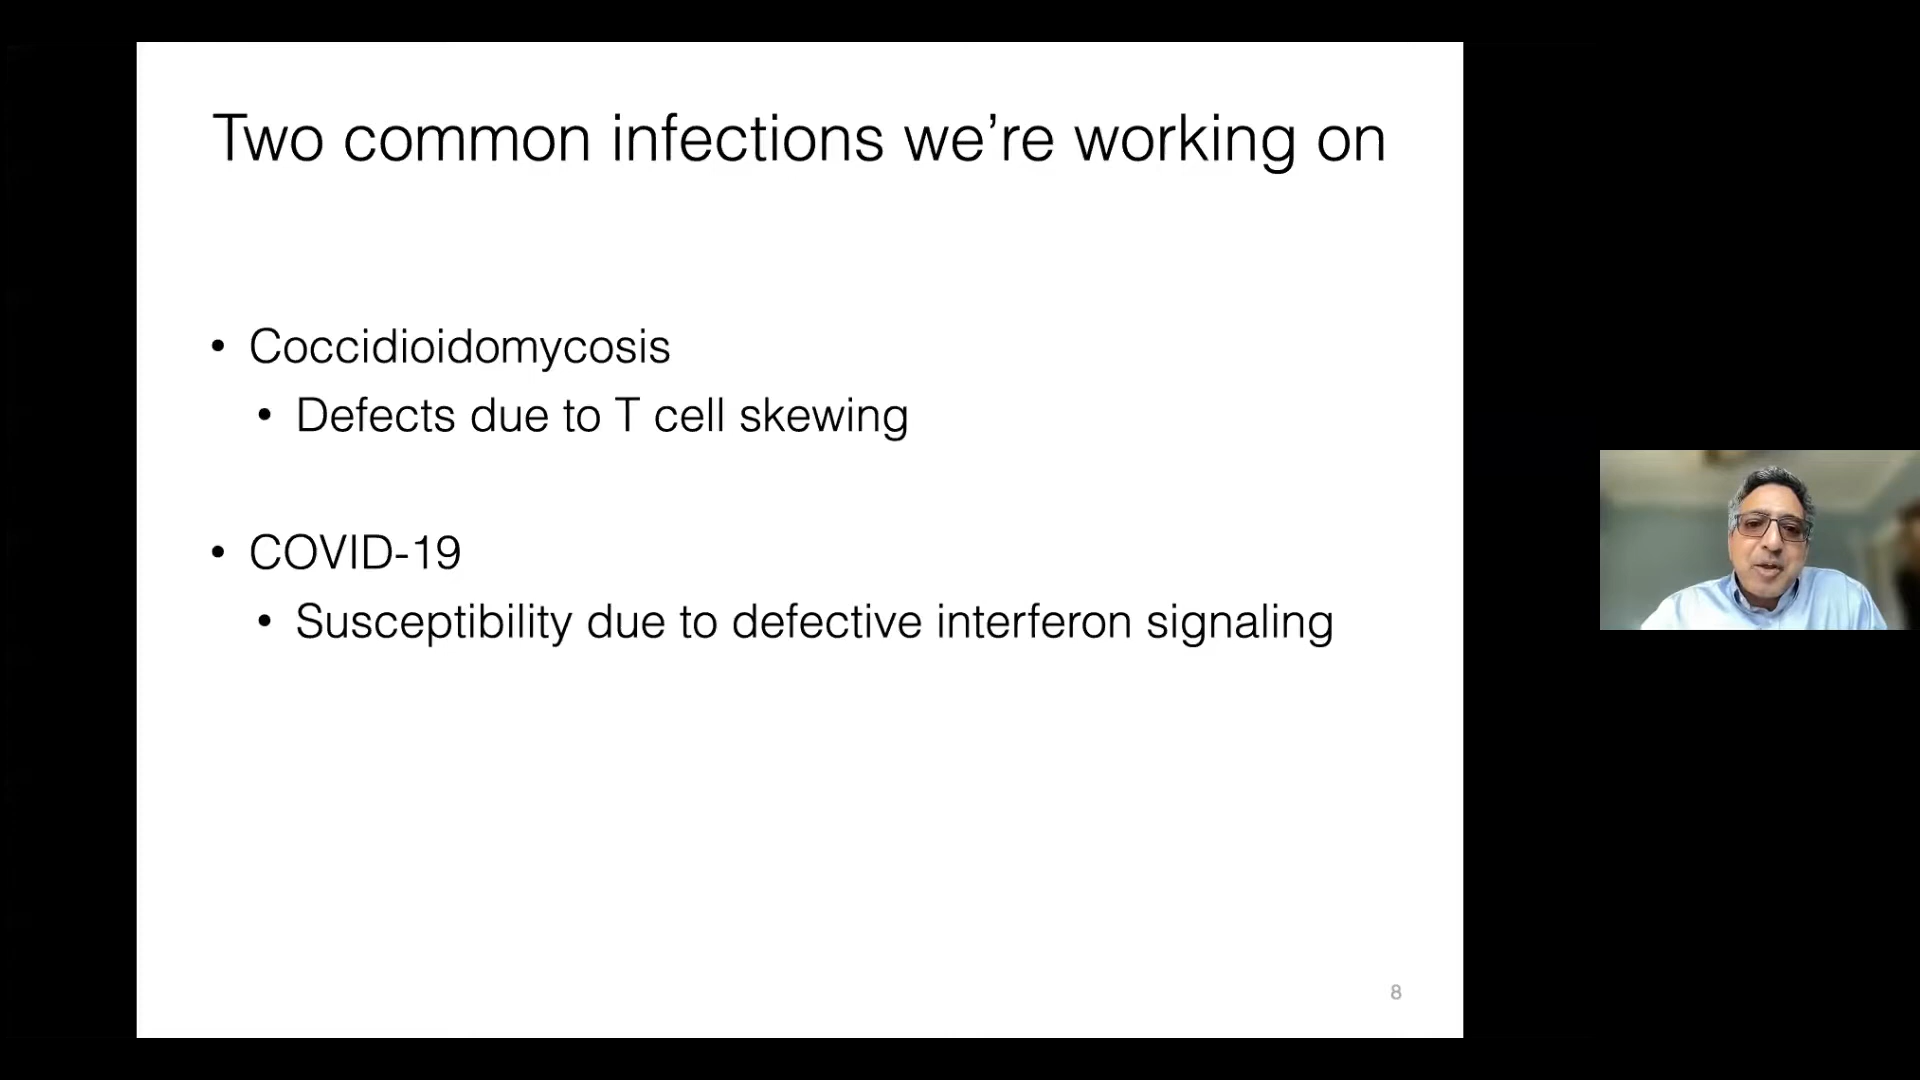 Two common infections we’re working on
• Coccidioidomycosis
• Defects due to T cell skewing
• COVID-19
• Susceptibility due to defective interferon signaling
8